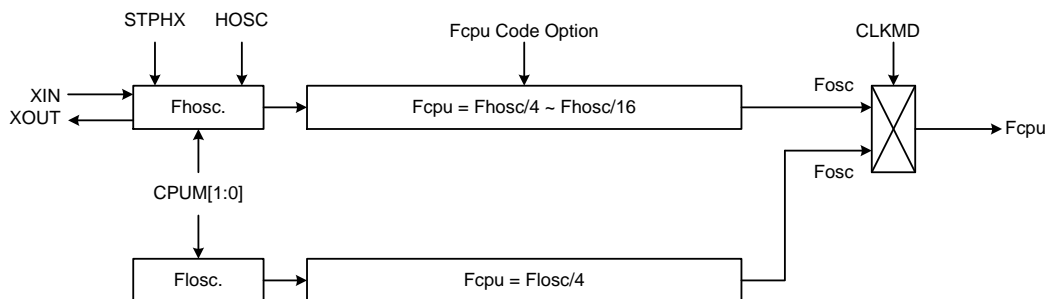 STPHX
HOSC
Fcpu Code Option
CLKMD
XIN
XOUT
Fhosc.
Fcpu = Fhosc/4 ~ Fhosc/16
Fosc
Fcpu
Fosc
CPUM[1:0]
Flosc.
Fcpu = Flosc/4